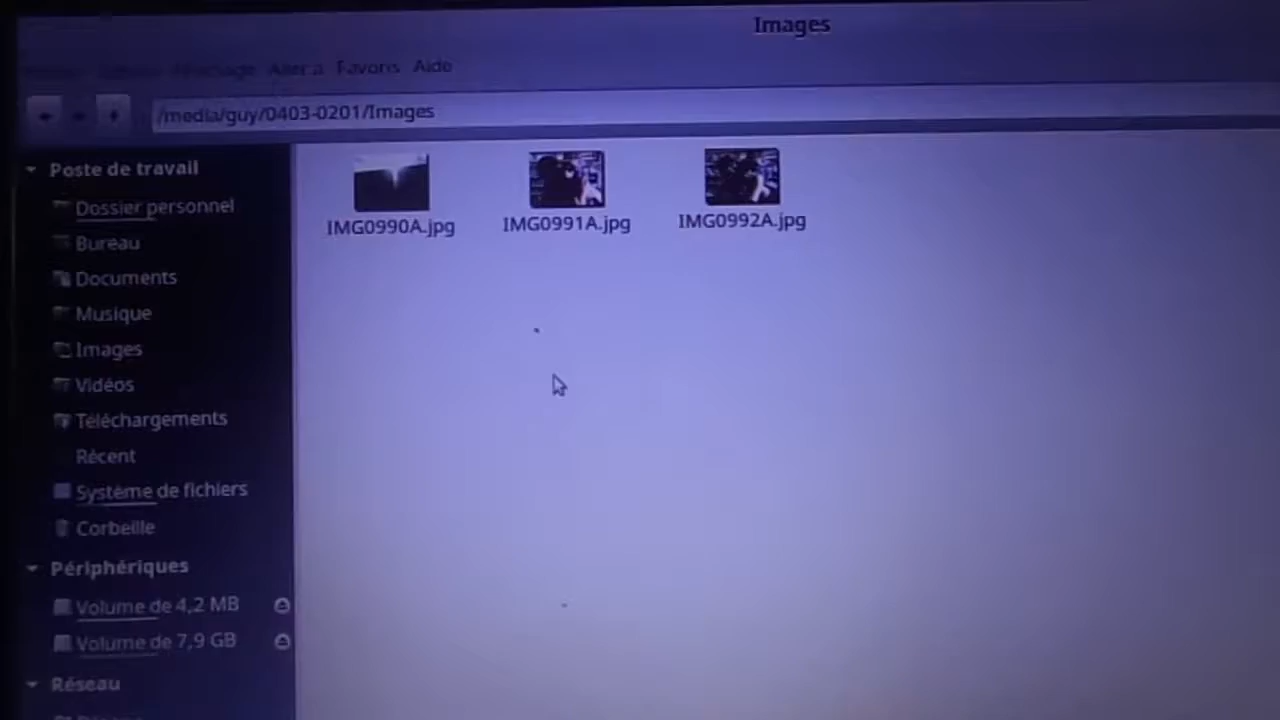 Images
Affichage Aller à Favoris Aide
/media/guy/0403-0201/Images
Poste de travail
Dossier personnel
Bureau
Documents
Musique
Images
Vidéos
Téléchargements
Récent
Système de fichiers
Corbeille
Périphériques
Volume de 4,2 MB
Volume de 7,9 GB
Réseau
IMG0990A.jpg
IMG0991A.jpg
IMG0992A.jpg